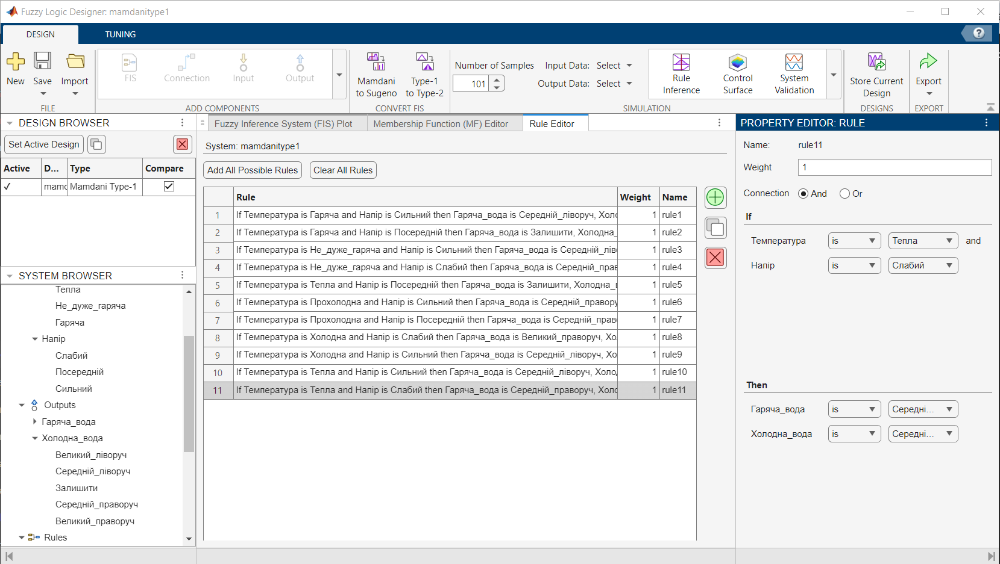 Fuzzy Logic Designer: mamdanitype1
DESIGN TUNING
New Save Import
FILE
FIS Connection Input Output
ADD COMPONENTS
Mamdani to Sugeno
Type-1 to Type-2
CONVERT FIS
Number of Samples Input Data: Select
101 Output Data: Select
Rule Inference
Control Surface
System Validation
SIMULATION
Store Current Design
DESIGNS
Export
EXPORT
DESIGN BROWSER
Set Active Design
Active D... Type Compare
mamd Mamdani Type-1
SYSTEM BROWSER
Тепла
Не_дуже_гаряча
Гаряча
Напір
Слабий
Посередній
Сильний
Outputs
Гаряча_вода
Холодна_вода
Великий_ліворуч
Середній_ліворуч
Залишити
Середній_праворуч
Великий_праворуч
Rules
Fuzzy Inference System (FIS) Plot Membership Function (MF) Editor Rule Editor
System: mamdanitype1
Add All Possible Rules Clear All Rules
Rule Weight Name
1 If Температура is Гаряча and Напір is Сильний then Гаряча_вода is Середній_ліворуч, Холо 1 rule1
2 If Температура is Гаряча and Напір is Посередній then Гаряча_вода is Залишити, Холодна_ 1 rule2
3 If Температура is Не_дуже_гаряча and Напір is Сильний then Гаряча_вода is Середній_ліво 1 rule3
4 If Температура is Не_дуже_гаряча and Напір is Слабий then Гаряча_вода is Середній_прав 1 rule4
5 If Температура is Тепла and Напір is Посередній then Гаряча_вода is Залишити, Холодна_в 1 rule5
6 If Температура is Прохолодна and Напір is Сильний then Гаряча_вода is Середній_правору 1 rule6
7 If Температура is Прохолодна and Напір is Посередній then Гаряча_вода is Середній_право 1 rule7
8 If Температура is Холодна and Напір is Слабий then Гаряча_вода is Великий_праворуч, Хол 1 rule8
9 If Температура is Холодна and Напір is Сильний then Гаряча_вода is Середній_ліворуч, Хол 1 rule9
10 If Температура is Тепла and Напір is Сильний then Гаряча_вода is Середній_ліворуч, Холод 1 rule10
11 If Температура is Тепла and Напір is Слабий then Гаряча_вода is Середній_праворуч, Холо 1 rule11
PROPERTY EDITOR: RULE
Name: rule11
Weight 1
Connection And Or
If
Температура is Тепла and
Напір is Слабий
Then
Гаряча_вода is Середні...
Холодна_вода is Середні...